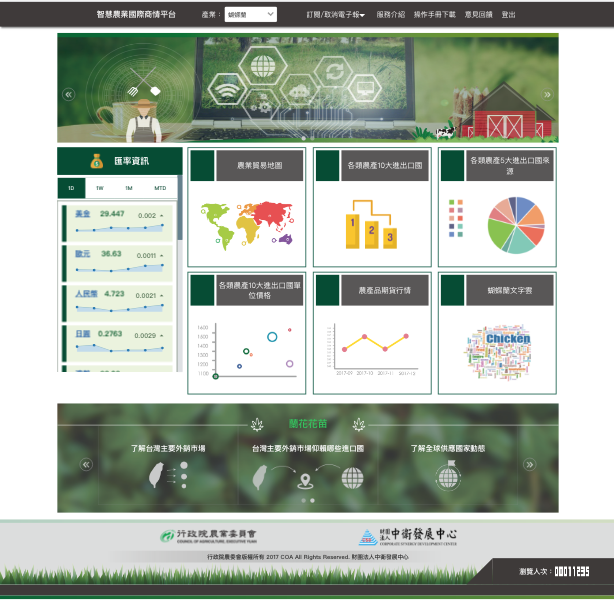 智慧農業國際商情平台
產業：
蝴蝶蘭
訂閱/取消電子報
服務介紹
操作手冊下載
意見回饋
登出
匯率資訊
1D 1W 1M MTD
美金 29.447 0.002
歐元 36.63 0.0011
人民幣 4.723 0.0021
日圓 0.2763 0.0029
農業貿易地圖
各類農產10大進出口國
1 2 3
各類農產5大進出口國來
源
各類農產10大進出口國單
位價格
農產品期貨行情
2017-09 2017-10 2017-11 2017-12
蝴蝶蘭文字雲
Chicken
蘭花花苗
了解台灣主要外銷市場
台灣主要外銷市場仰賴哪些進口國
了解全球供應國家動態
行政院農業委員會
COUNCIL OF AGRICULTURE, EXECUTIVE YUAN
財團
法人
中衛發展中心
CORPORATE SYNERGY DEVELOPMENT CENTER
行政院農委會版權所有 2017 COA All Rights Reserved. 財團法人中衛發展中心
瀏覽人次：00011295